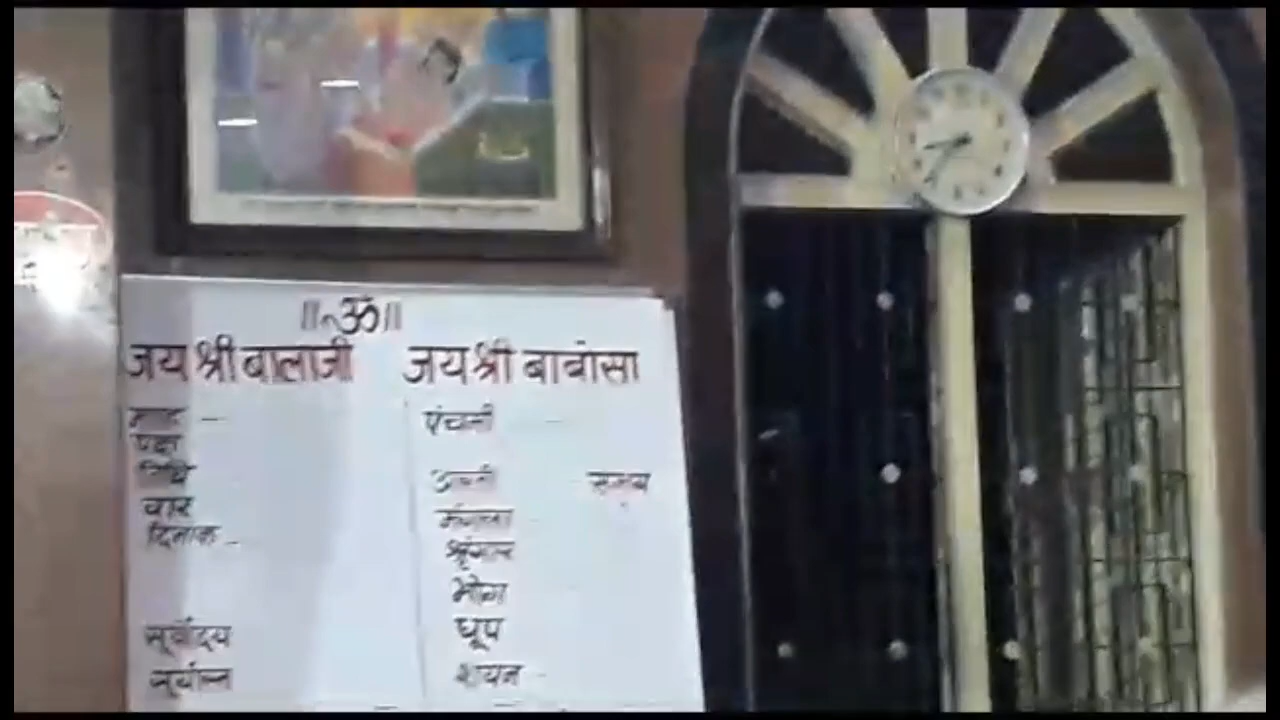 ||ॐ||
जय श्री बालाजी जय श्री बाबोसा
मास -
पक्ष
तिथि
वार
दिनांक -
सूर्योदय
सूर्यास्त
पंचमी -
आरती - समय
मंगला -
श्रृंगार
भोग
धूप
शयन -